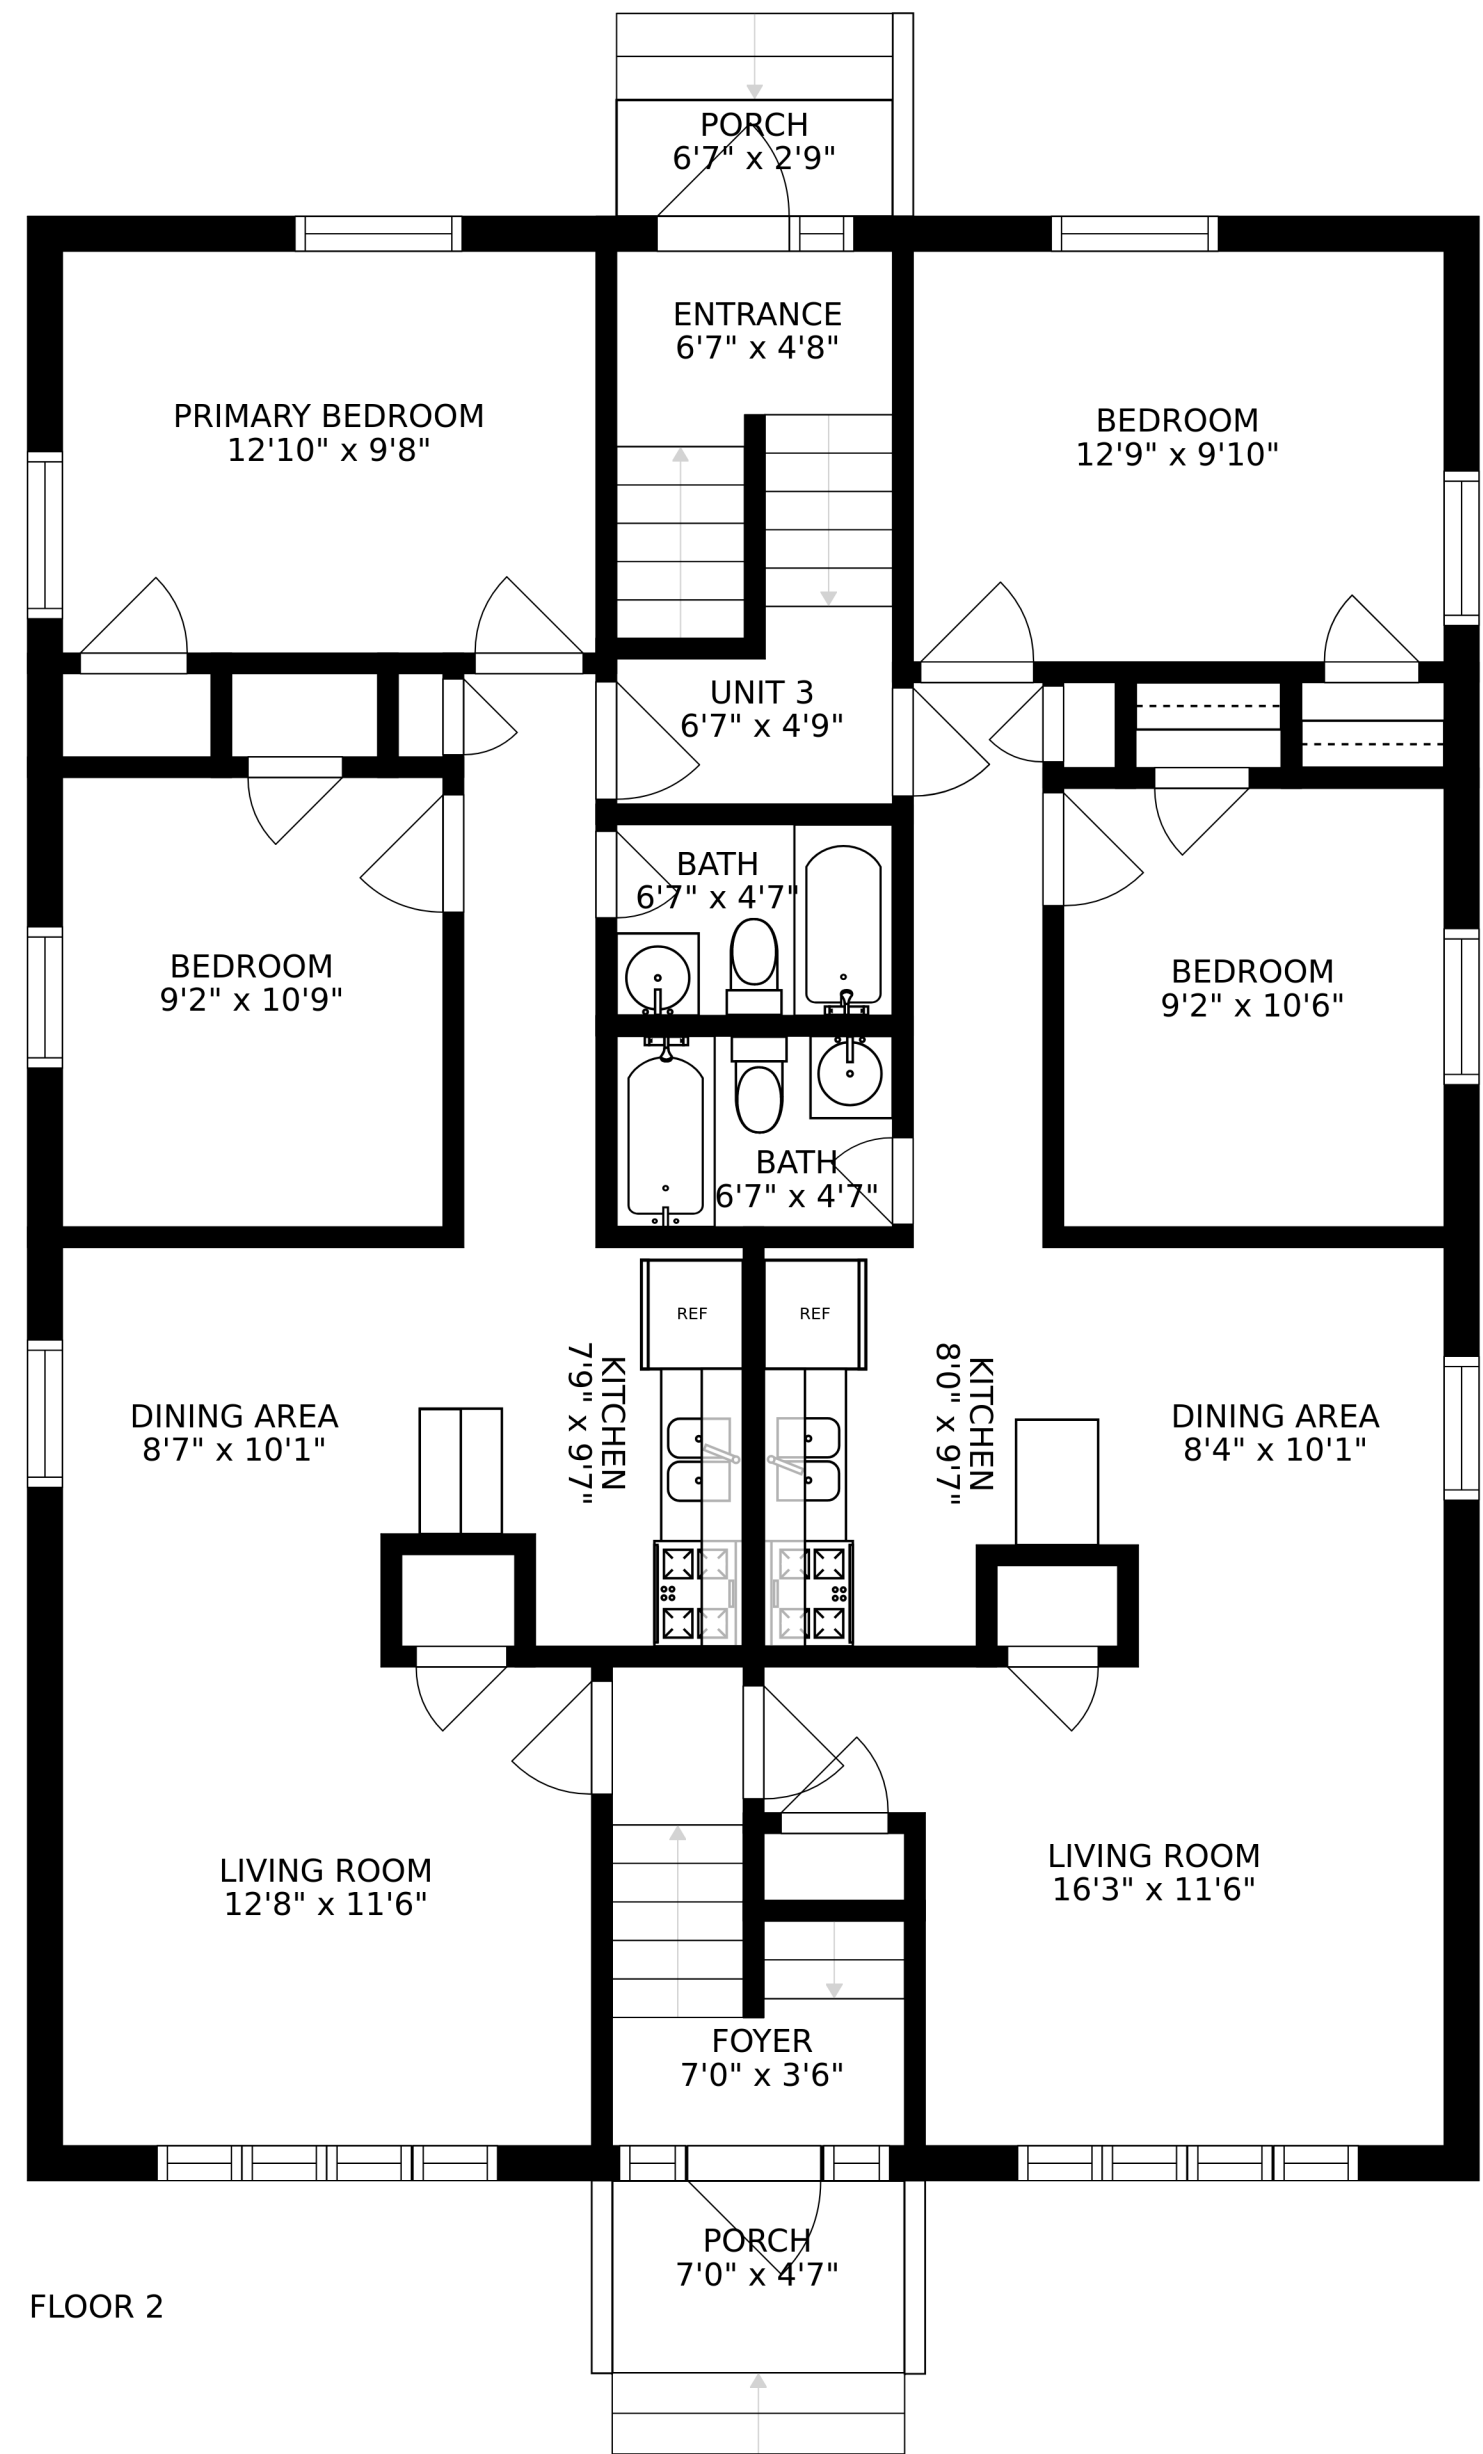 PORCH
6'7" x 2'9"
ENTRANCE
6'7" x 4'8"
PRIMARY BEDROOM
12'10" x 9'8"
BEDROOM
12'9" x 9'10"
UNIT 3
6'7" x 4'9"
BATH
6'7" x 4'7"
BEDROOM
9'2" x 10'9"
BEDROOM
9'2" x 10'6"
BATH
6'7" x 4'7"
REF
REF
DINING AREA
8'7" x 10'1"
KITCHEN
7'9" x 9'7"
KITCHEN
8'0" x 9'7"
DINING AREA
8'4" x 10'1"
LIVING ROOM
12'8" x 11'6"
LIVING ROOM
16'3" x 11'6"
FOYER
7'0" x 3'6"
PORCH
7'0" x 4'7"
FLOOR 2